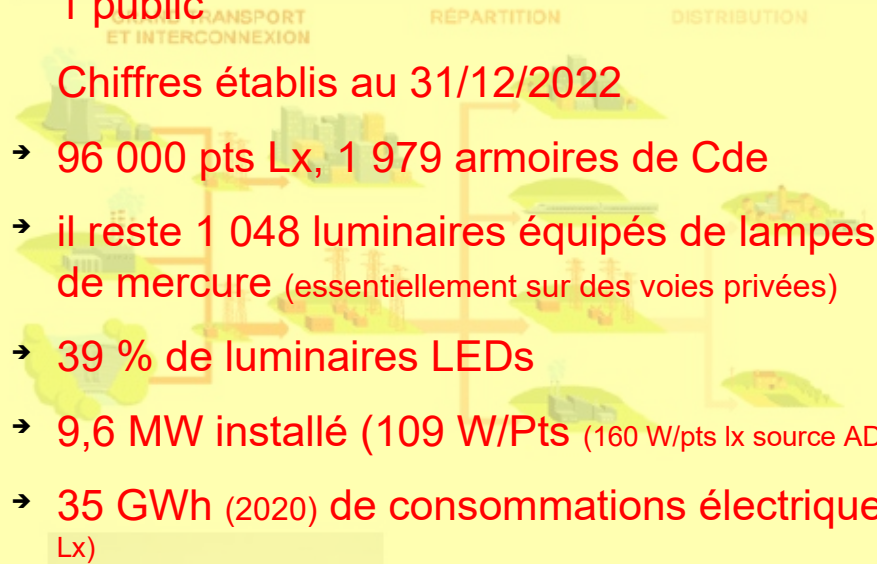 1 public
GRAND TRANSPORT
ET INTERCONNEXION
RÉPARTITION
DISTRIBUTION
Chiffres établis au 31/12/2022
➔ 96 000 pts Lx, 1 979 armoires de Cde
➔ il reste 1 048 luminaires équipés de lampes
de mercure (essentiellement sur des voies privées)
➔ 39 % de luminaires LEDs
➔ 9,6 MW installé (109 W/Pts (160 W/pts lx source AD
➔ 35 GWh (2020) de consommations électrique
Lx)